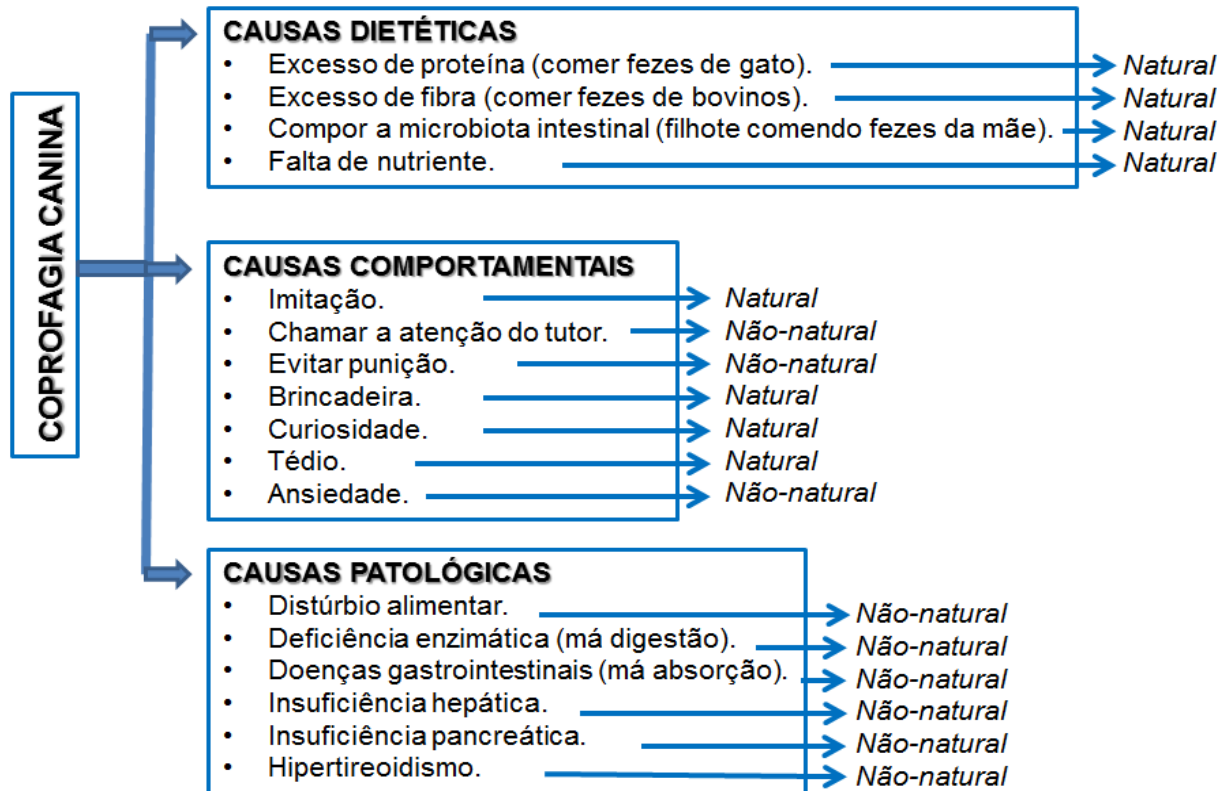 COPROFAGIA CANINA
CAUSAS DIETÉTICAS
• Excesso de proteína (comer fezes de gato). Natural
• Excesso de fibra (comer fezes de bovinos). Natural
• Compor a microbiota intestinal (filhote comendo fezes da mãe). Natural
• Falta de nutriente. Natural
CAUSAS COMPORTAMENTAIS
• Imitação. Natural
• Chamar a atenção do tutor. Não-natural
• Evitar punição. Não-natural
• Brincadeira. Natural
• Curiosidade. Natural
• Tédio. Natural
• Ansiedade. Não-natural
CAUSAS PATOLÓGICAS
• Distúrbio alimentar. Não-natural
• Deficiência enzimática (má digestão). Não-natural
• Doenças gastrointestinais (má absorção). Não-natural
• Insuficiência hepática. Não-natural
• Insuficiência pancreática. Não-natural
• Hipertireoidismo. Não-natural